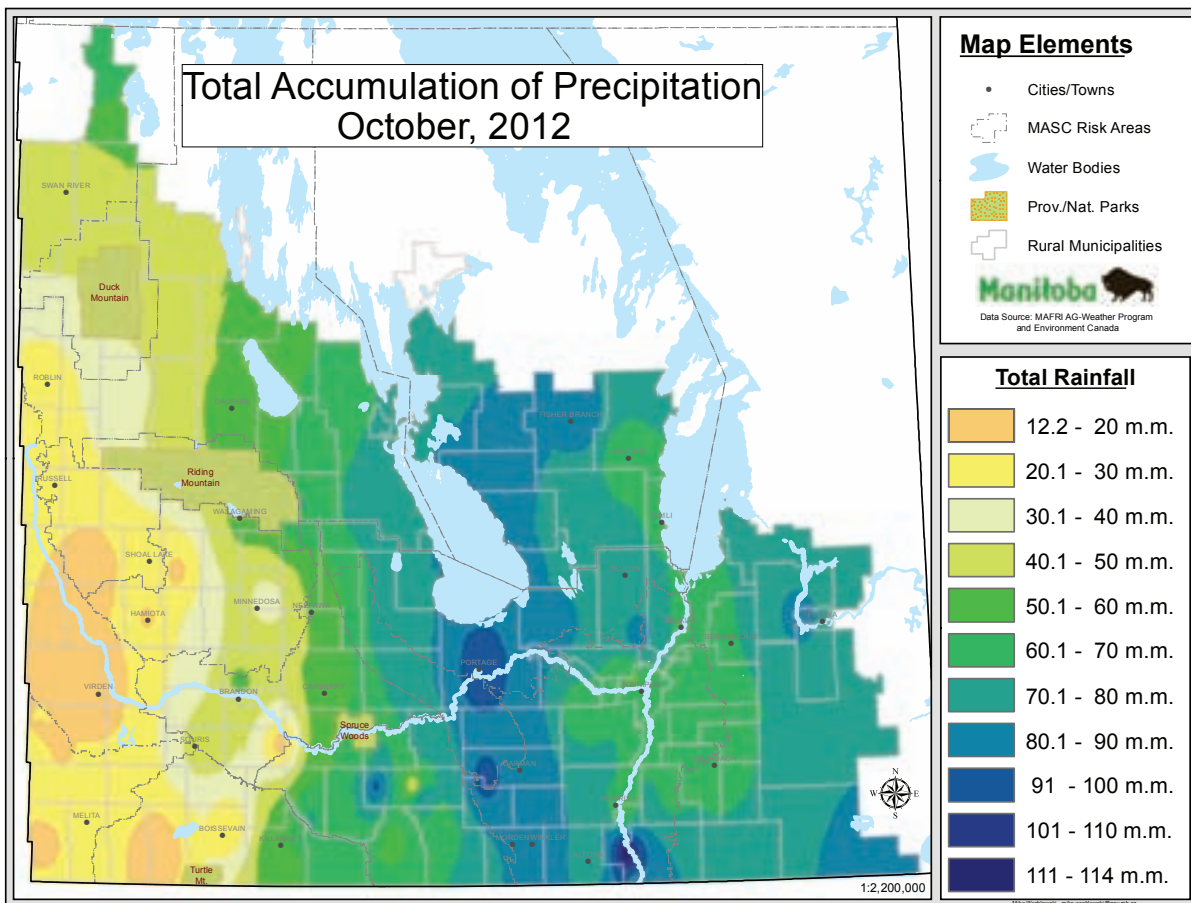 Total Accumulation of Precipitation
October, 2012
SWAN RIVER
Duck
Mountain
ROBLIN
FISHER BRANCH
Riding
Mountain
RUSSELL
WASAGAMING
SHOAL LAKE
MINNEDOSA
HAMIOTA
PORTAGE
VIRDEN
BRANDON
Spruce
Woods
SOURIS
MELITA
BOISSEVAIN
Turtle
Mt.
N
W E
S
1:2,200,000
Map Elements
Cities/Towns
MASC Risk Areas
Water Bodies
Prov./Nat. Parks
Rural Municipalities
Manitoba
Data Source: MAFRI AG-Weather Program
and Environment Canada
Total Rainfall
12.2 - 20 m.m.
20.1 - 30 m.m.
30.1 - 40 m.m.
40.1 - 50 m.m.
50.1 - 60 m.m.
60.1 - 70 m.m.
70.1 - 80 m.m.
80.1 - 90 m.m.
91 - 100 m.m.
101 - 110 m.m.
111 - 114 m.m.